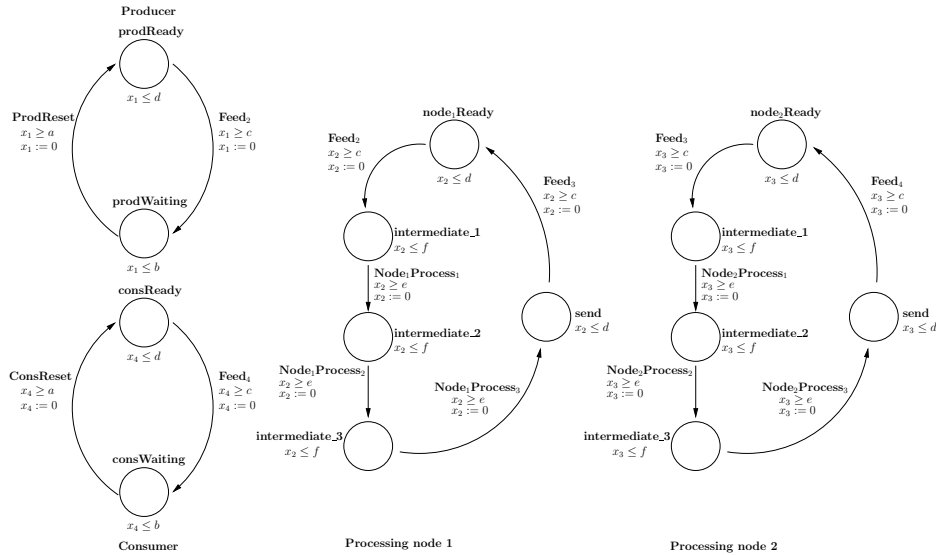 Producer
prodReady
x₁ ≤ d
ProdReset
x₁ ≥ a
x₁ := 0
Feed₂
x₁ ≥ c
x₁ := 0
prodWaiting
x₁ ≤ b
consReady
x₄ ≤ d
ConsReset
x₄ ≥ a
x₄ := 0
Feed₄
x₄ ≥ c
x₄ := 0
consWaiting
x₄ ≤ b
Consumer
node₁Ready
x₂ ≤ d
Feed₂
x₂ ≥ c
x₂ := 0
Feed₃
x₂ ≥ c
x₂ := 0
intermediate_1
x₂ ≤ f
Node₁Process₁
x₂ ≥ e
x₂ := 0
intermediate_2
x₂ ≤ f
send
x₂ ≤ d
Node₁Process₂
x₂ ≥ e
x₂ := 0
Node₁Process₃
x₂ ≥ e
x₂ := 0
intermediate_3
x₂ ≤ f
Processing node 1
node₂Ready
x₃ ≤ d
Feed₃
x₃ ≥ c
x₃ := 0
Feed₄
x₃ ≥ c
x₃ := 0
intermediate_1
x₃ ≤ f
Node₂Process₁
x₃ ≥ e
x₃ := 0
intermediate_2
x₃ ≤ f
send
x₃ ≤ d
Node₂Process₂
x₃ ≥ e
x₃ := 0
Node₂Process₃
x₃ ≥ e
x₃ := 0
intermediate_3
x₃ ≤ f
Processing node 2